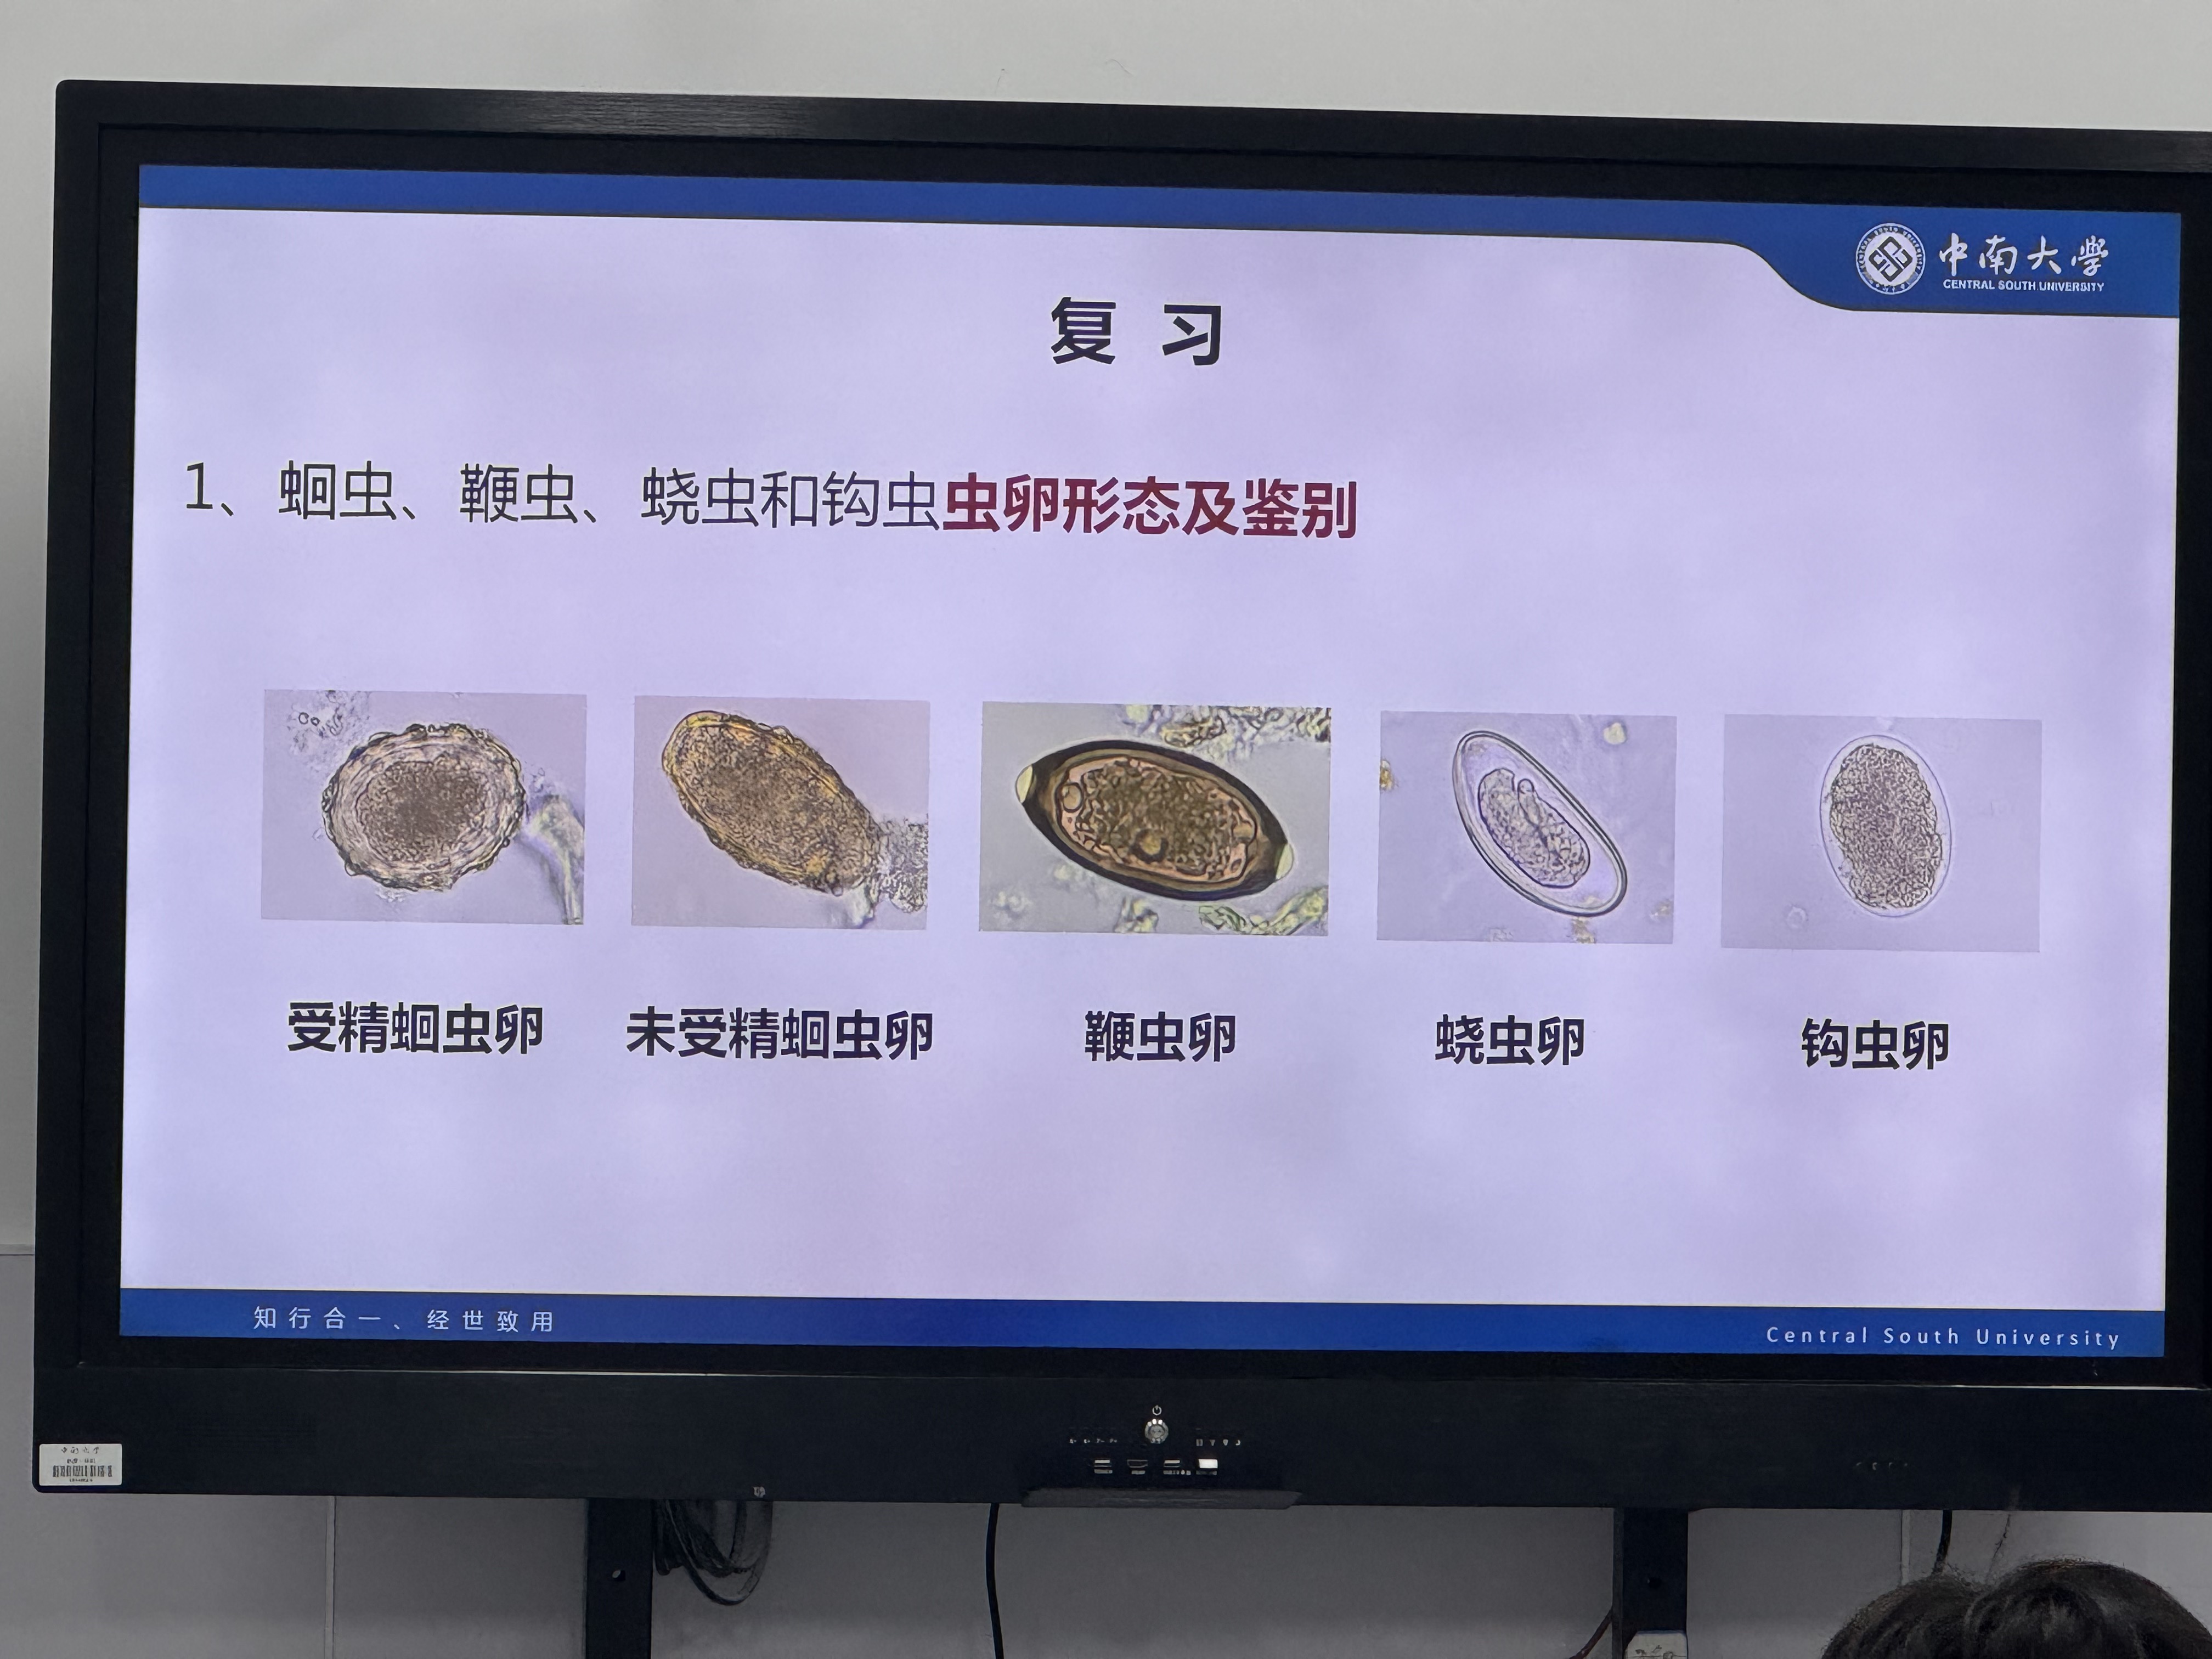 中南大學
CENTRAL SOUTH UNIVERSITY
复 习
1、蛔虫、鞭虫、蛲虫和钩虫虫卵形态及鉴别
受精蛔虫卵 未受精蛔虫卵 鞭虫卵 蛲虫卵 钩虫卵
知行合一、经世致用
Central South University